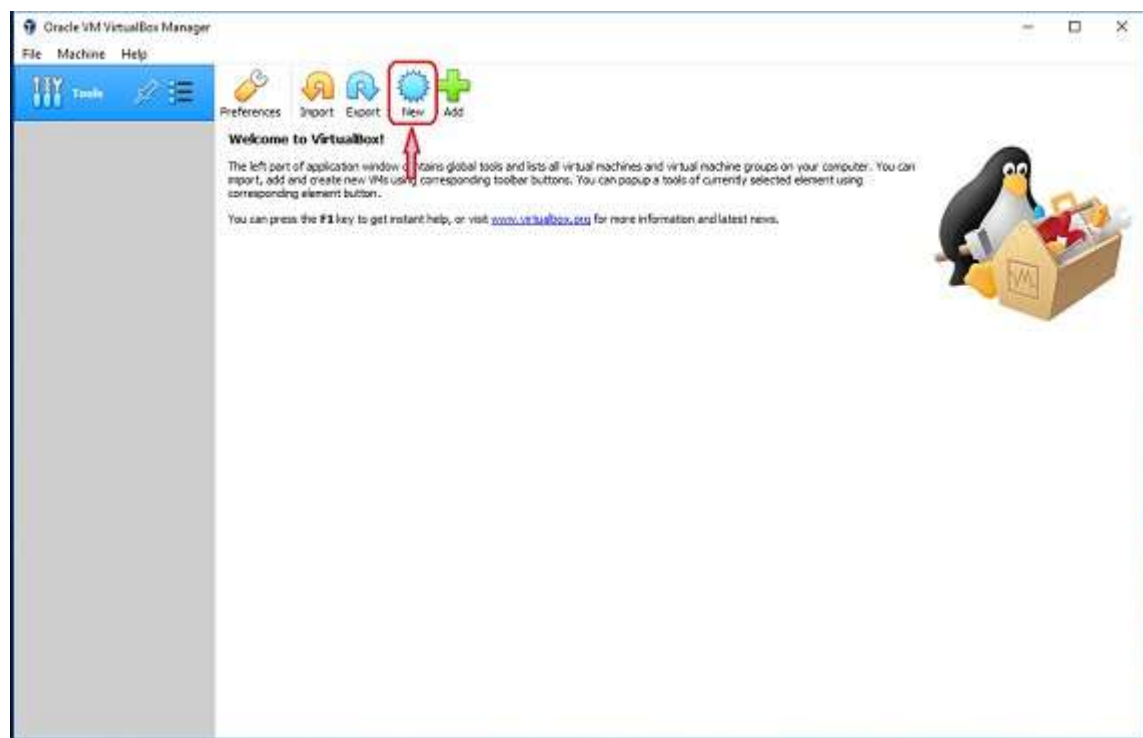 Oracle VM VirtualBox Manager
File Machine Help
Tools
Preferences Import Export New Add
Welcome to VirtualBox!
The left part of application window contains global tools and lists all virtual machines and virtual machine groups on your computer. You can
import, add and create new VMs using corresponding toolbar buttons. You can popup a tools of currently selected element using
corresponding element button.
You can press the F1 key to get instant help, or visit www.virtualbox.org for more information and latest news.
VM